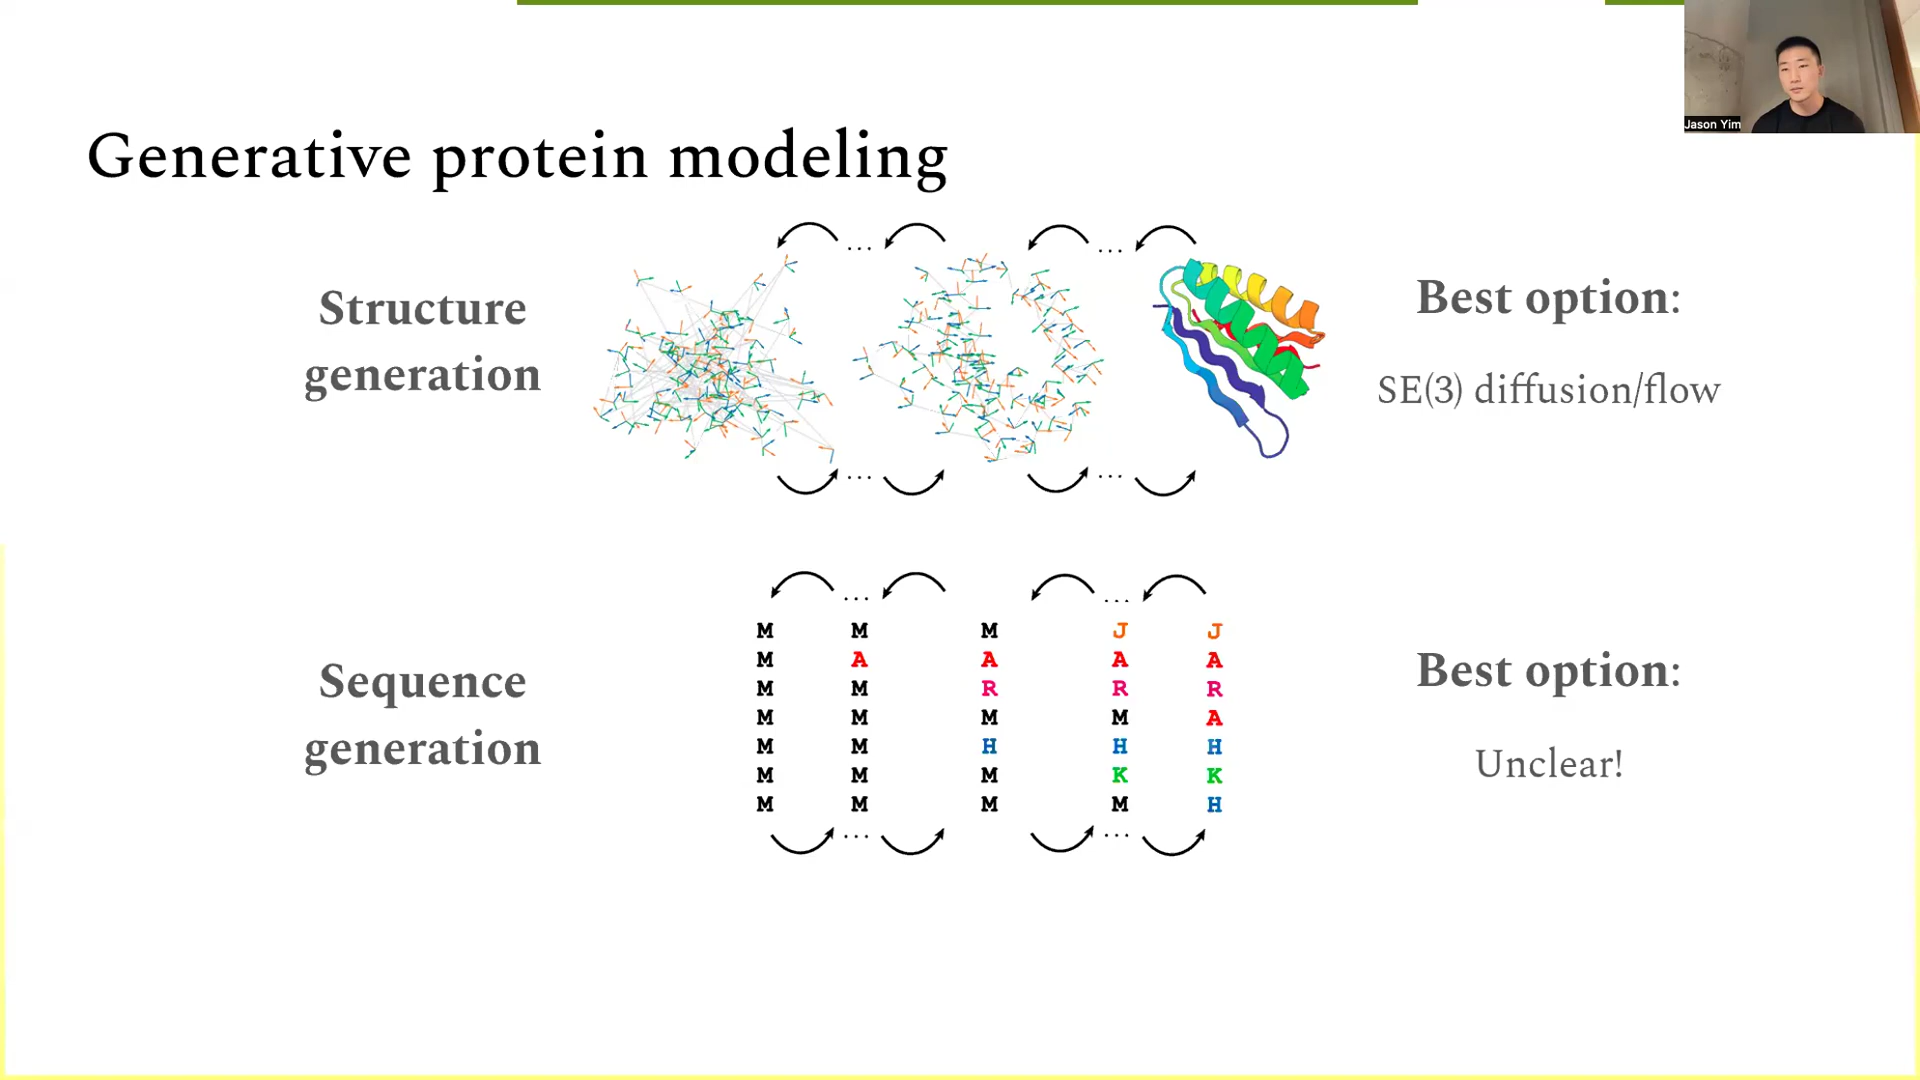 Jason Yim
Generative protein modeling
... ...
Structure
generation
Best option:
SE(3) diffusion/flow
... ...
... ...
M M M J J
M A A A A
M M R R R
M M M M A
M M H H H
M M M K K
M M M M H
... ...
Sequence
generation
Best option:
Unclear!